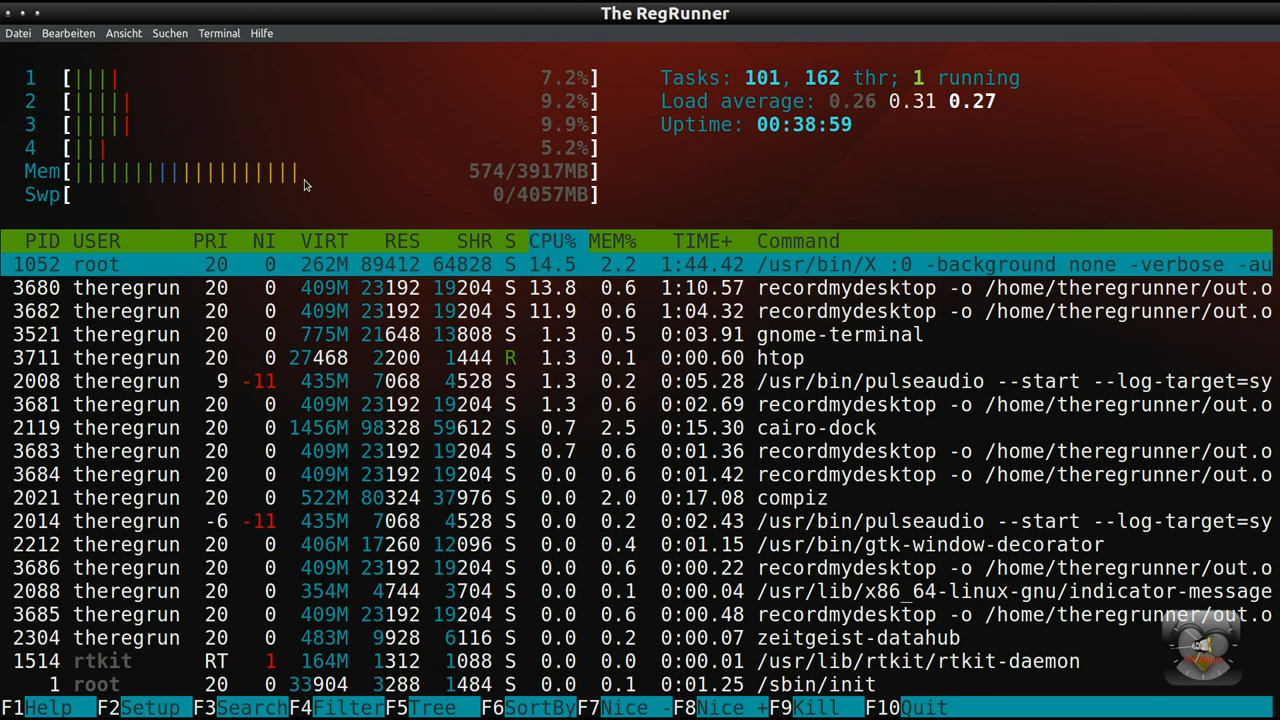 The RegRunner
Datei Bearbeiten Ansicht Suchen Terminal Hilfe
1 [|||| 7.2%] Tasks: 101, 162 thr; 1 running
2 [||||| 9.2%] Load average: 0.26 0.31 0.27
3 [||||| 9.9%] Uptime: 00:38:59
4 [||| 5.2%]
Mem[||||||||||||||||||| 574/3917MB]
Swp[ 0/4057MB]
PID USER PRI NI VIRT RES SHR S CPU% MEM% TIME+ Command
1052 root 20 0 262M 89412 64828 S 14.5 2.2 1:44.42 /usr/bin/X :0 -background none -verbose -au
3680 theregrun 20 0 409M 23192 19204 S 13.8 0.6 1:10.57 recordmydesktop -o /home/theregrunner/out.o
3682 theregrun 20 0 409M 23192 19204 S 11.9 0.6 1:04.32 recordmydesktop -o /home/theregrunner/out.o
3521 theregrun 20 0 775M 21648 13808 S 1.3 0.5 0:03.91 gnome-terminal
3711 theregrun 20 0 27468 2200 1444 R 1.3 0.1 0:00.60 htop
2008 theregrun 9 -11 435M 7068 4528 S 1.3 0.2 0:05.28 /usr/bin/pulseaudio --start --log-target=sy
3681 theregrun 20 0 409M 23192 19204 S 1.3 0.6 0:02.69 recordmydesktop -o /home/theregrunner/out.o
2119 theregrun 20 0 1456M 98328 59612 S 0.7 2.5 0:15.30 cairo-dock
3683 theregrun 20 0 409M 23192 19204 S 0.7 0.6 0:01.36 recordmydesktop -o /home/theregrunner/out.o
3684 theregrun 20 0 409M 23192 19204 S 0.0 0.6 0:01.42 recordmydesktop -o /home/theregrunner/out.o
2021 theregrun 20 0 522M 80324 37976 S 0.0 2.0 0:17.08 compiz
2014 theregrun -6 -11 435M 7068 4528 S 0.0 0.2 0:02.43 /usr/bin/pulseaudio --start --log-target=sy
2212 theregrun 20 0 406M 17260 12096 S 0.0 0.4 0:01.15 /usr/bin/gtk-window-decorator
3686 theregrun 20 0 409M 23192 19204 S 0.0 0.6 0:00.22 recordmydesktop -o /home/theregrunner/out.o
2088 theregrun 20 0 354M 4744 3704 S 0.0 0.1 0:00.04 /usr/lib/x86_64-linux-gnu/indicator-message
3685 theregrun 20 0 409M 23192 19204 S 0.0 0.6 0:00.48 recordmydesktop -o /home/theregrunner/out.o
2304 theregrun 20 0 483M 9928 6116 S 0.0 0.2 0:00.07 zeitgeist-datahub
1514 rtkit RT 1 164M 1312 1088 S 0.0 0.0 0:00.01 /usr/lib/rtkit/rtkit-daemon
1 root 20 0 33904 3288 1484 S 0.0 0.1 0:01.25 /sbin/init
F1Help F2Setup F3SearchF4FilterF5Tree F6SortByF7Nice -F8Nice +F9Kill F10Quit